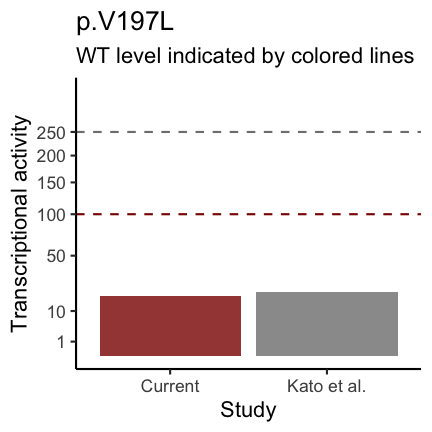 p.V197L
WT level indicated by colored lines
Transcriptional activity
250
200
150
100
50
10
1
Current
Kato et al.
Study